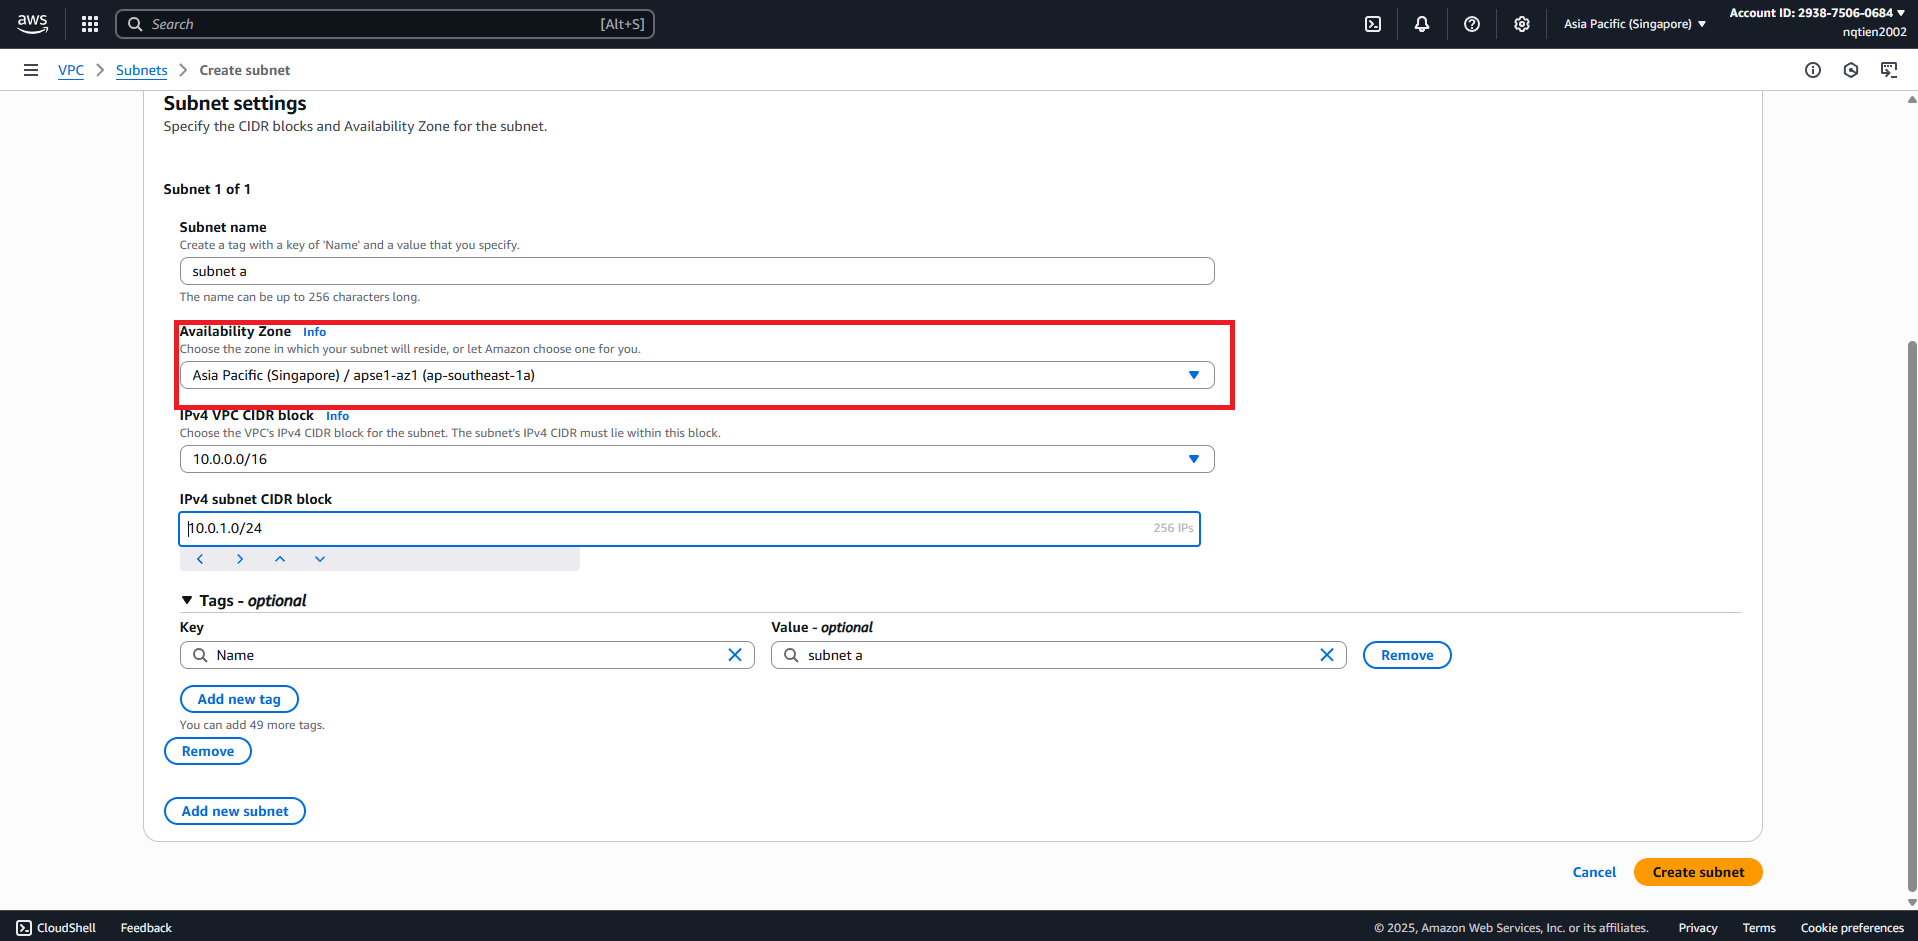 aws
Search [Alt+S]
Asia Pacific (Singapore)
Account ID: 2938-7506-0684
nqtien2002
VPC
Subnets
Create subnet
Subnet settings
Specify the CIDR blocks and Availability Zone for the subnet.
Subnet 1 of 1
Subnet name
Create a tag with a key of 'Name' and a value that you specify.
subnet a
The name can be up to 256 characters long.
Availability Zone Info
Choose the zone in which your subnet will reside, or let Amazon choose one for you.
Asia Pacific (Singapore) / apse1-az1 (ap-southeast-1a)
IPv4 VPC CIDR block Info
Choose the VPC's IPv4 CIDR block for the subnet. The subnet's IPv4 CIDR must lie within this block.
10.0.0.0/16
IPv4 subnet CIDR block
10.0.1.0/24 256 IPs
Tags - optional
Key Value - optional
Name subnet a Remove
Add new tag
You can add 49 more tags.
Remove
Add new subnet
Cancel Create subnet
CloudShell Feedback © 2025, Amazon Web Services, Inc. or its affiliates. Privacy Terms Cookie preferences